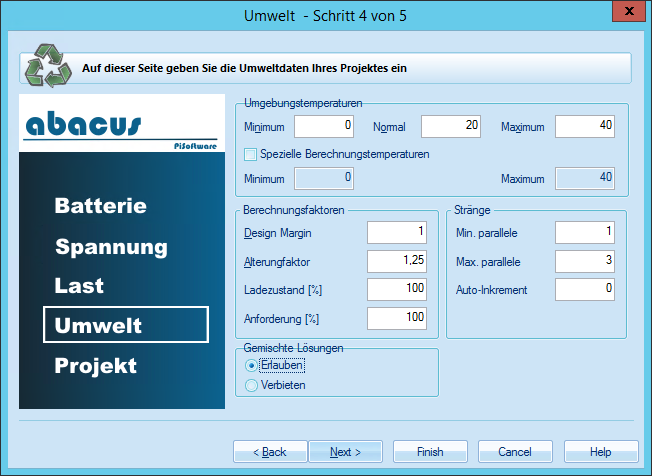 Umwelt - Schritt 4 von 5
x
Auf dieser Seite geben Sie die Umweltdaten Ihres Projektes ein
abacus
PiSoftware
Batterie
Spannung
Last
Umwelt
Projekt
Umgebungstemperaturen
Minimum 0 Normal 20 Maximum 40
Spezielle Berechnungstemperaturen
Minimum 0 Maximum 40
Berechnungsfaktoren
Design Margin 1
Alterungfaktor 1,25
Ladezustand [%] 100
Anforderung [%] 100
Stränge
Min. parallele 1
Max. parallele 3
Auto-Inkrement 0
Gemischte Lösungen
Erlauben
Verbieten
< Back Next > Finish Cancel Help